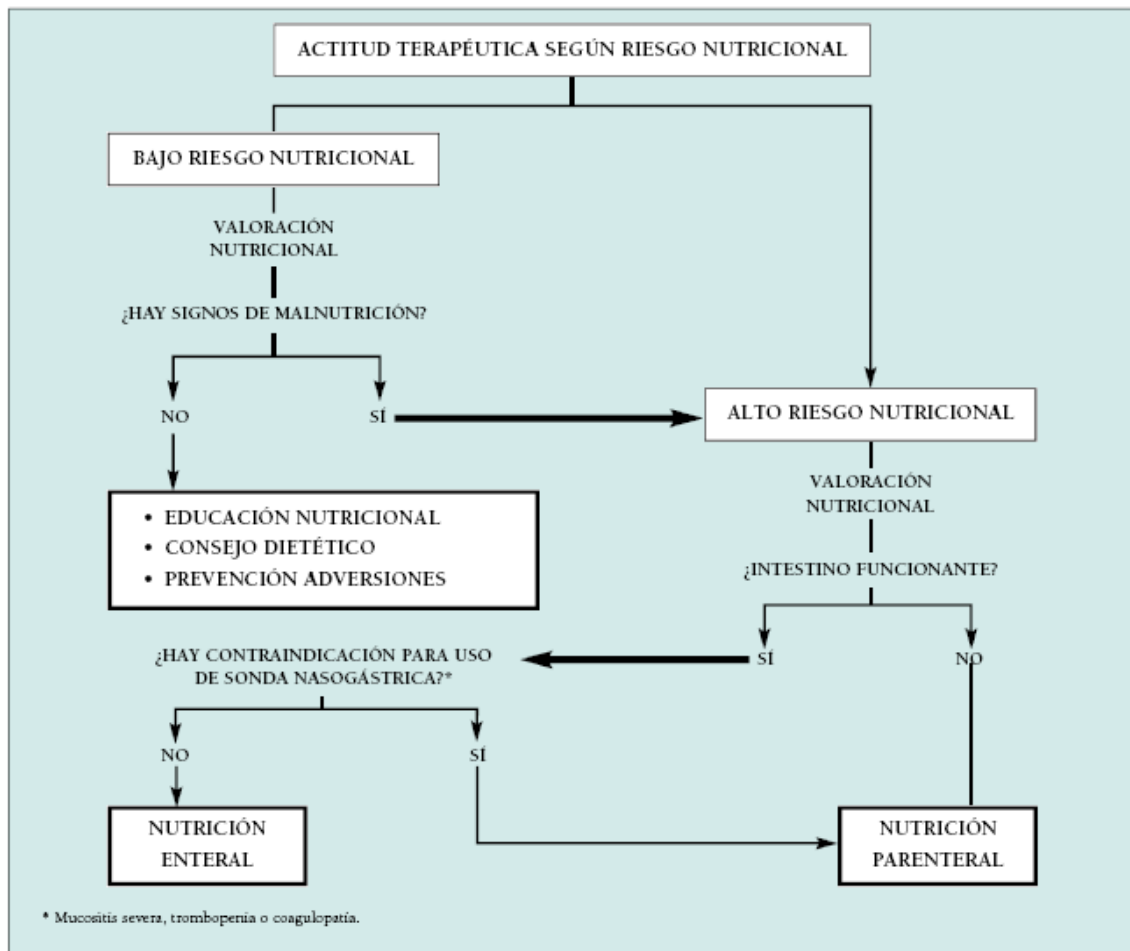 ACTITUD TERAPÉUTICA SEGÚN RIESGO NUTRICIONAL
BAJO RIESGO NUTRICIONAL
VALORACIÓN
NUTRICIONAL
¿HAY SIGNOS DE MALNUTRICIÓN?
NO
SÍ
ALTO RIESGO NUTRICIONAL
VALORACIÓN
NUTRICIONAL
• EDUCACIÓN NUTRICIONAL
• CONSEJO DIETÉTICO
• PREVENCIÓN ADVERSIONES
¿INTESTINO FUNCIONANTE?
SÍ
NO
¿HAY CONTRAINDICACIÓN PARA USO
DE SONDA NASOGÁSTRICA?*
NO
SÍ
NUTRICIÓN
ENTERAL
NUTRICIÓN
PARENTERAL
* Mucositis severa, trombopenia o coagulopatía.